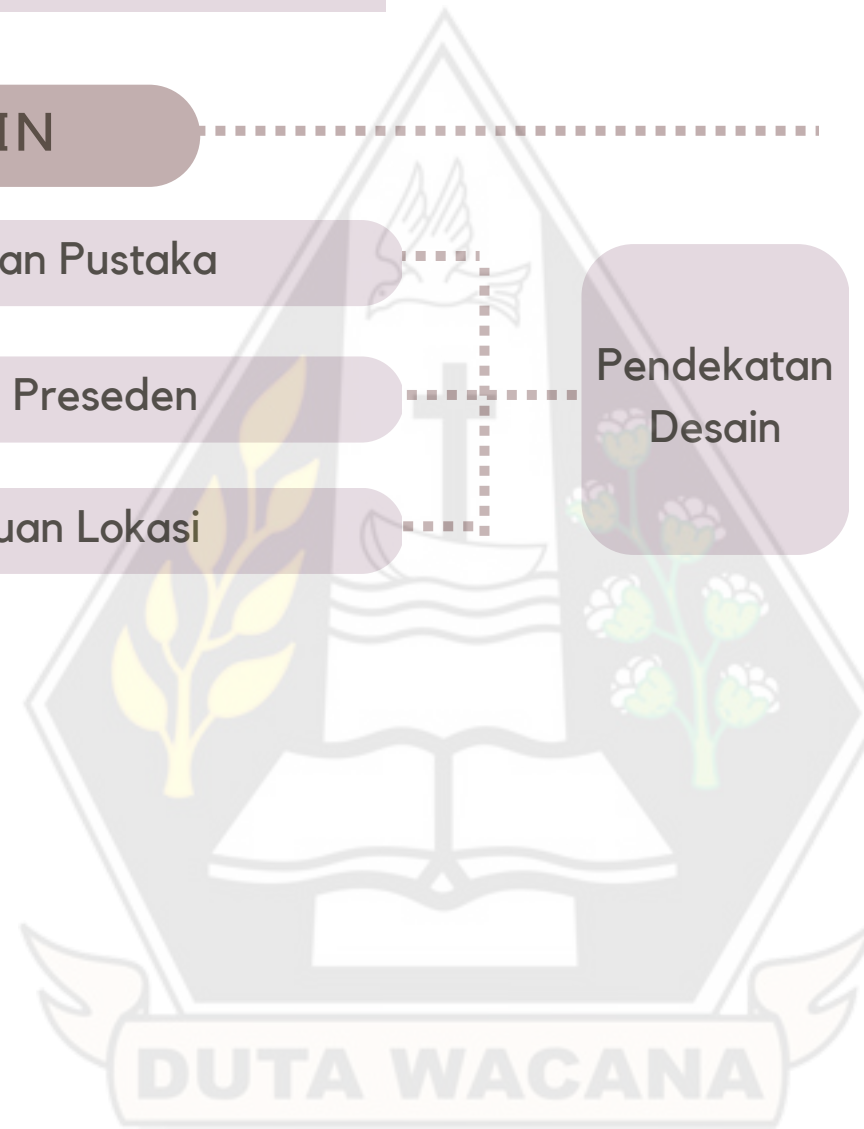 IN
an Pustaka
Preseden
uan Lokasi
Pendekatan
Desain
DUTA WACANA